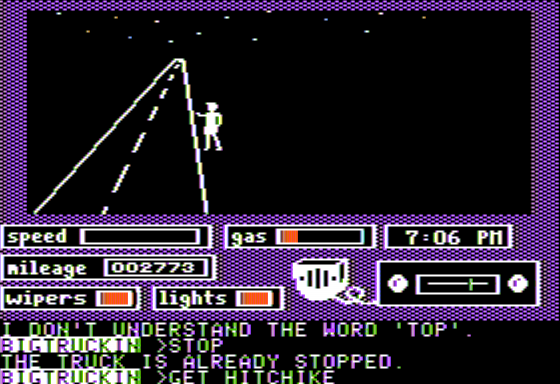 speed
gas
7:06 PM
mileage 002773
wipers
lights
I DON'T UNDERSTAND THE WORD 'TOP'.
BIGTRUCKIN >STOP
THE TRUCK IS ALREADY STOPPED.
BIGTRUCKIN >GET HITCHIKE